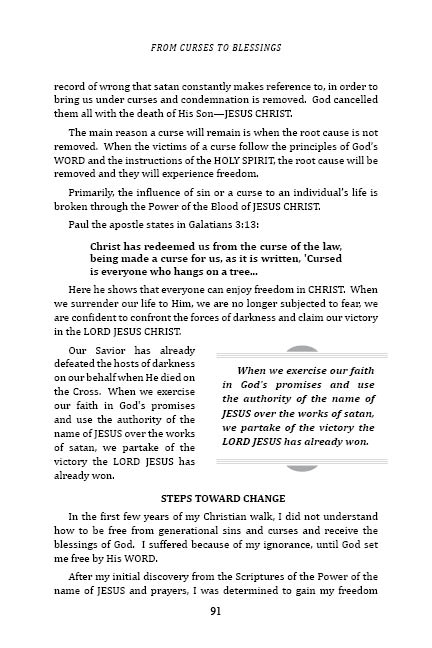 FROM CURSES TO BLESSINGS
record of wrong that satan constantly makes reference to, in order to
bring us under curses and condemnation is removed.  God cancelled
them all with the death of His Son—JESUS CHRIST.
The main reason a curse will remain is when the root cause is not
removed.  When the victims of a curse follow the principles of God's
WORD and the instructions of the HOLY SPIRIT, the root cause will be
removed and they will experience freedom.
Primarily, the influence of sin or a curse to an individual's life is
broken through the Power of the Blood of JESUS CHRIST.
Paul the apostle states in Galatians 3:13:
Christ has redeemed us from the curse of the law,
being made a curse for us, as it is written, 'Cursed
is everyone who hangs on a tree...
Here he shows that everyone can enjoy freedom in CHRIST.  When
we surrender our life to Him, we are no longer subjected to fear, we
are confident to confront the forces of darkness and claim our victory
in the LORD JESUS CHRIST.
Our Savior has already
defeated the hosts of darkness
on our behalf when He died on
the Cross.  When we exercise
our faith in God's promises
and use the authority of the
name of JESUS over the works
of satan, we partake of the
victory the LORD JESUS has
already won.
When we exercise our faith
in God's promises and use
the authority of the name of
JESUS over the works of satan,
we partake of the victory the
LORD JESUS has already won.
STEPS TOWARD CHANGE
In the first few years of my Christian walk, I did not understand
how to be free from generational sins and curses and receive the
blessings of God.  I suffered because of my ignorance, until God set
me free by His WORD.
After my initial discovery from the Scriptures of the Power of the
name of JESUS and prayers, I was determined to gain my freedom
91